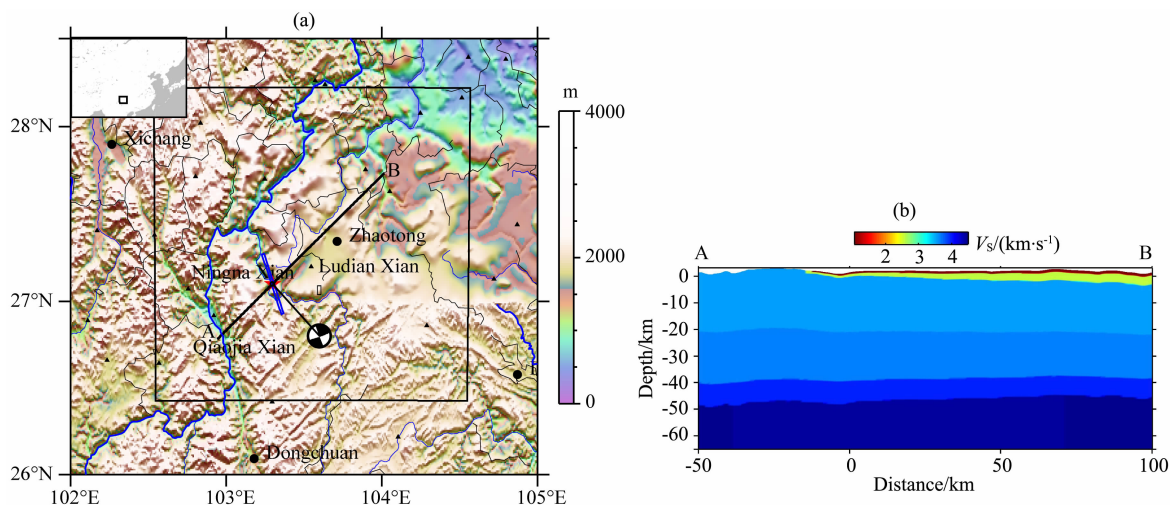 (a)
28°N
27°N
26°N
102°E
103°E
104°E
105°E
Xichang
B
Zhaotong
Ningna Xian
Ludian Xian
A
Qiaojia Xian
Dongchuan
m
4000
2000
0
(b)
A
2 3 4 V_S/(km·s⁻¹)
B
Depth/km
0
-10
-20
-30
-40
-50
-60
-50 0 50 100
Distance/km